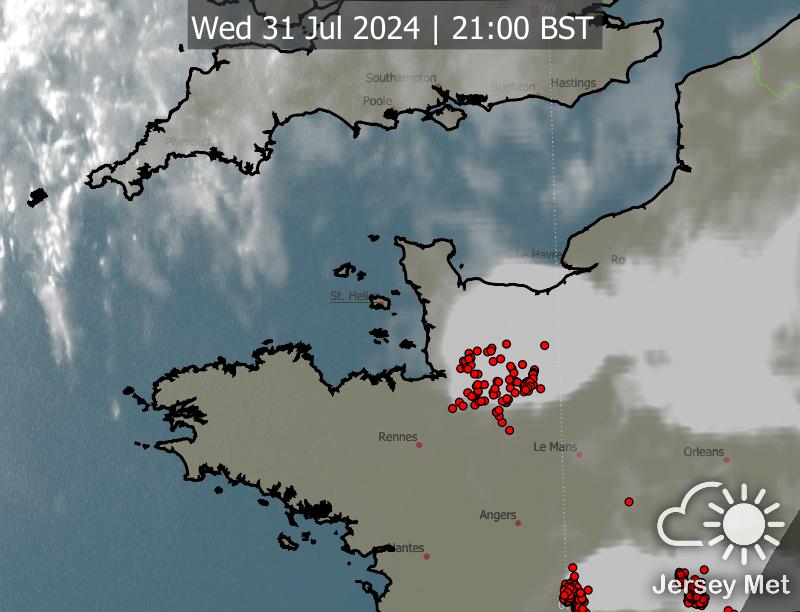 Wed 31 Jul 2024 | 21:00 BST
0W
Southampton
Brighton
Hastings
Poole
Plymouth
Le Havre
St. Helier
Rennes
Le Mans
Orleans
Angers
Nantes
Jersey Met